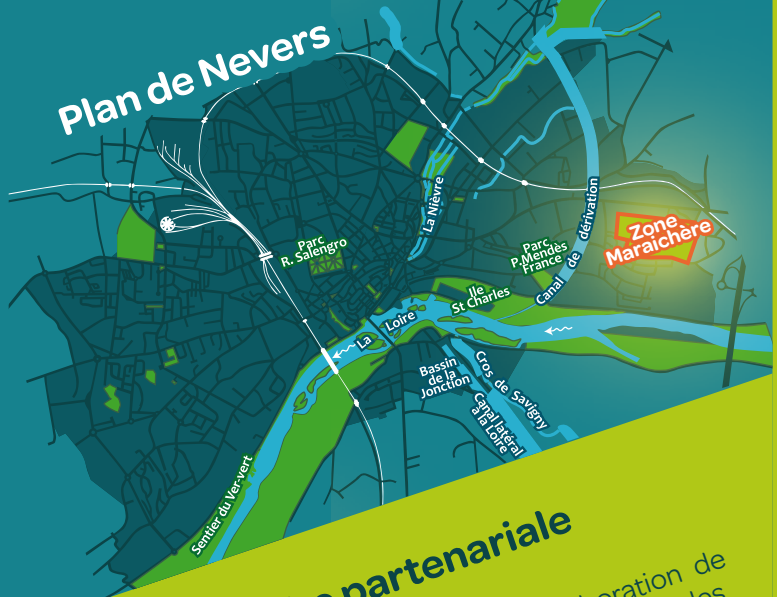 Plan de Nevers
La Nièvre
Canal de dérivation
Zone
Maraichère
Parc
R. Salengro
Parc
P.Mendès
France
Ile
St Charles
La Loire
Bassin
de la
Jonction
Cros de Savigny
Canal latéral
à la Loire
Sentier du Ver-vert
partenariale
de